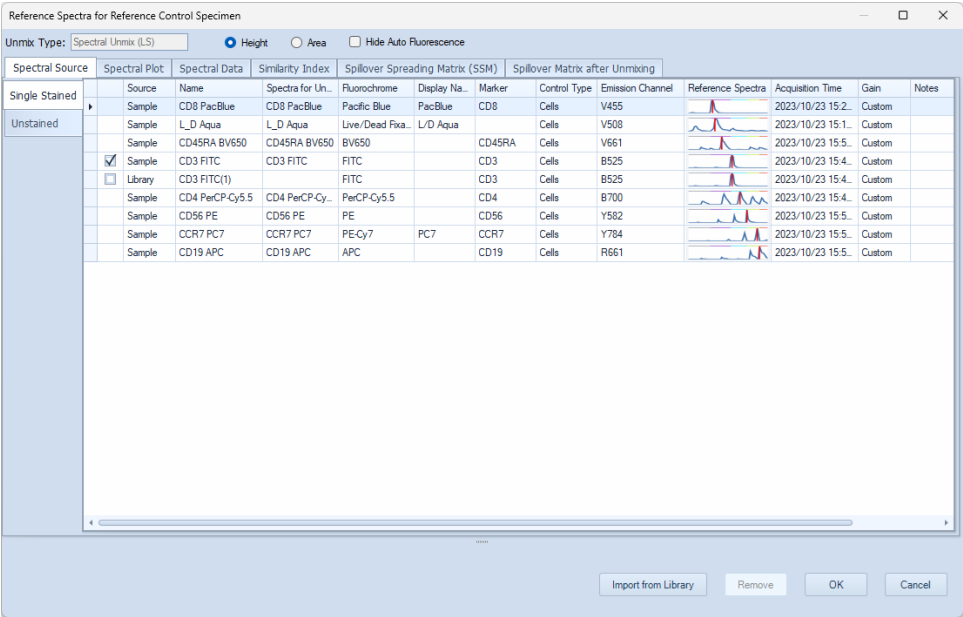 Reference Spectra for Reference Control Specimen
Unmix Type: Spectral Unmix (LS) Height Area Hide Auto Fluorescence
Spectral Source Spectral Plot Spectral Data Similarity Index Spillover Spreading Matrix (SSM) Spillover Matrix after Unmixing
Single Stained
Unstained
Source Name Spectra for Un... Fluorochrome Display Na... Marker Control Type Emission Channel Reference Spectra Acquisition Time Gain Notes
Sample CD8 PacBlue CD8 PacBlue Pacific Blue PacBlue CD8 Cells V455 2023/10/23 15:2... Custom
Sample L_D Aqua L_D Aqua Live/Dead Fixa... L/D Aqua Cells V508 2023/10/23 15:1... Custom
Sample CD45RA BV650 CD45RA BV650 BV650 CD45RA Cells V661 2023/10/23 15:5... Custom
Sample CD3 FITC CD3 FITC FITC CD3 Cells B525 2023/10/23 15:4... Custom
Library CD3 FITC(1) FITC CD3 Cells B525 2023/10/23 15:4... Custom
Sample CD4 PerCP-Cy5.5 CD4 PerCP-Cy... PerCP-Cy5.5 CD4 Cells B700 2023/10/23 15:4... Custom
Sample CD56 PE CD56 PE PE CD56 Cells Y582 2023/10/23 15:5... Custom
Sample CCR7 PC7 CCR7 PC7 PE-Cy7 PC7 CCR7 Cells Y784 2023/10/23 15:5... Custom
Sample CD19 APC CD19 APC APC CD19 Cells R661 2023/10/23 15:5... Custom
Import from Library Remove OK Cancel